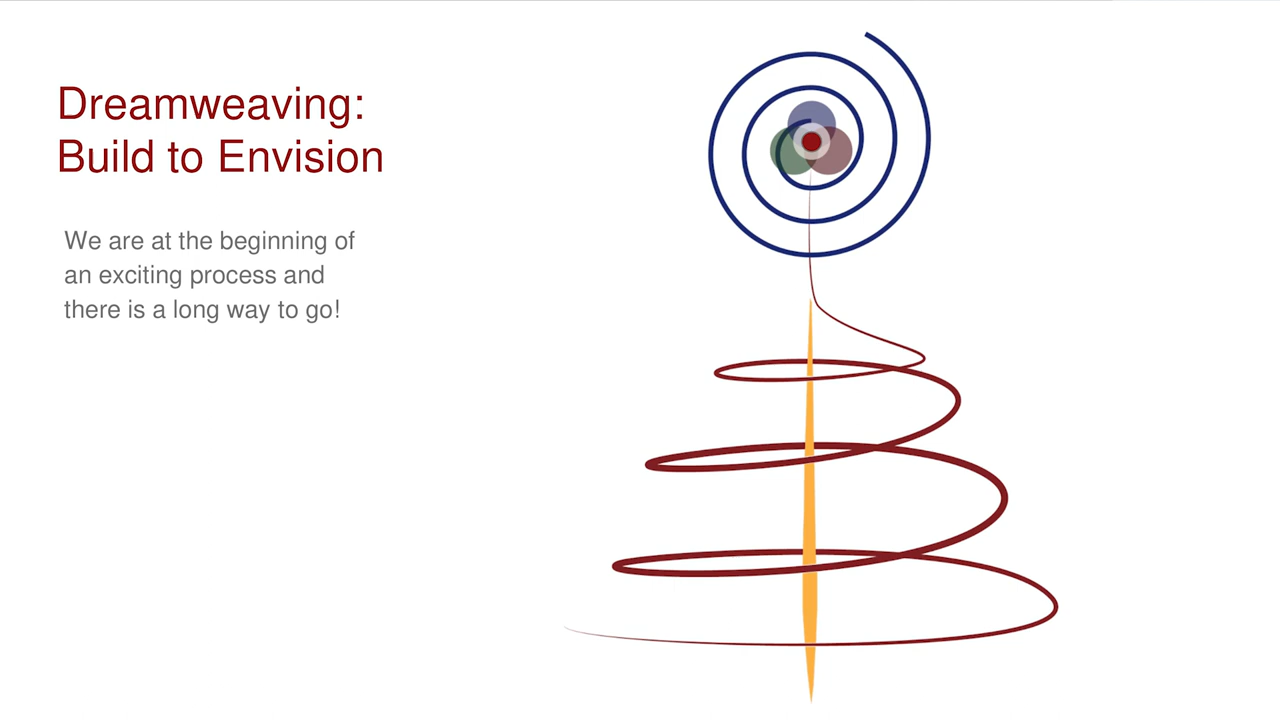 Dreamweaving:
Build to Envision
We are at the beginning of
an exciting process and
there is a long way to go!